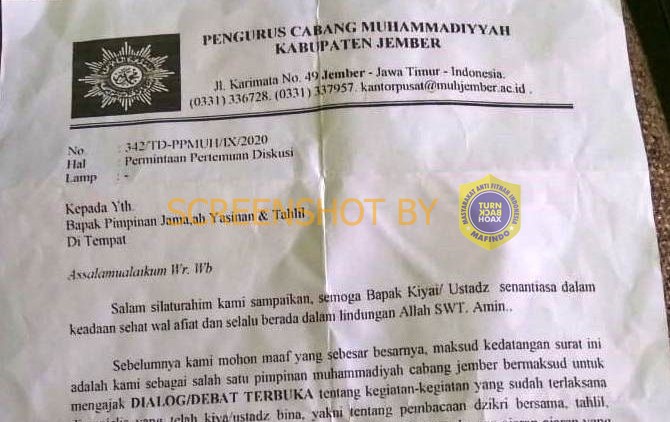 PENGURUS CABANG MUHAMMADIYYAH
KABUPATEN JEMBER
Jl. Karimata No. 49 Jember - Jawa Timur - Indonesia.
(0331) 336728. (0331) 337957. kantorpusat@muhjember.ac.id .
No : 342/TD-PPMUH/IX/2020
Hal : Permintaan Pertemuan Diskusi
Lamp : -
Kepada Yth.
Bapak Pimpinan Jama,ah Yasinan & Tahlil,
Di Tempat
SCREENSHOT BY
MASYARAKAT ANTI FITNAH INDONESIA
TURN
BACK
HOAX
MAFINDO
Assalamualaikum Wr. Wb
Salam silaturahim kami sampaikan, semoga Bapak Kiyai/ Ustadz senantiasa dalam
keadaan sehat wal afiat dan selalu berada dalam lindungan Allah SWT. Amin..
Sebelumnya kami mohon maaf yang sebesar besarnya, maksud kedatangan surat ini
adalah kami sebagai salah satu pimpinan muhammadiyah cabang jember bermaksud untuk
mengajak DIALOG/DEBAT TERBUKA tentang kegiatan-kegiatan yang sudah terlaksana
yang telah kiya/ustadz bina, yakni tentang pembacaan dzikri bersama, tahlil,